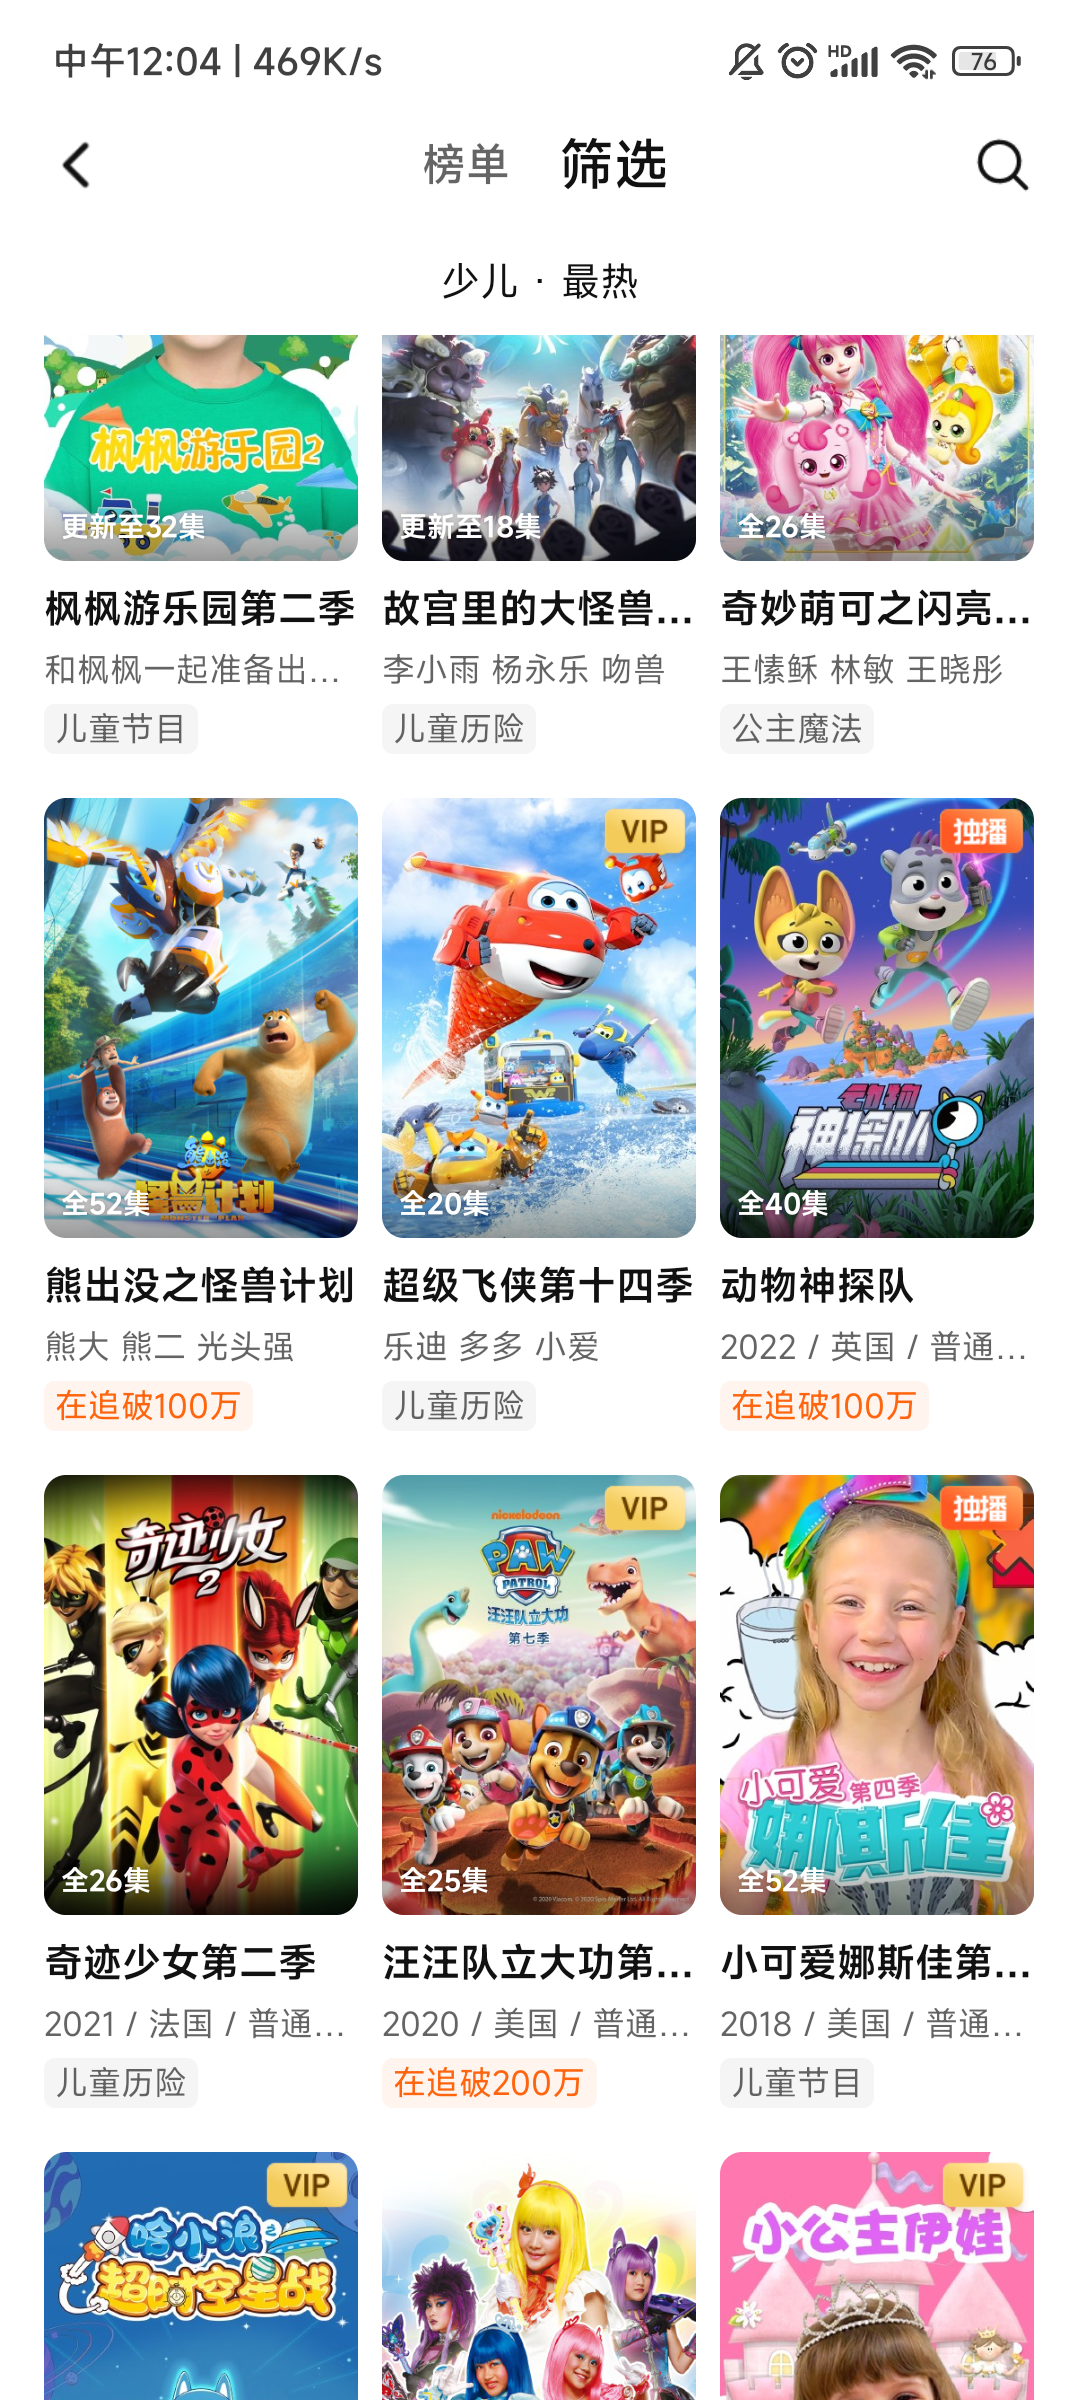 中午12:04 | 469K/s
HD
76
榜单 筛选
少儿 · 最热
枫枫游乐园2
更新至32集
更新至18集
全26集
枫枫游乐园第二季
故宫里的大怪兽...
奇妙萌可之闪亮...
和枫枫一起准备出...
李小雨 杨永乐 吻兽
王愫稣 林敏 王晓彤
儿童节目
儿童历险
公主魔法
VIP
独播
熊出没
怪兽计划
MONSTER PLAN
动物
神探队
全52集
全20集
全40集
熊出没之怪兽计划
超级飞侠第十四季
动物神探队
熊大 熊二 光头强
乐迪 多多 小爱
2022 / 英国 / 普通...
在追破100万
儿童历险
在追破100万
奇迹少女
2
VIP
nickelodeon
PAW
PATROL
汪汪队立大功
第七季
独播
小可爱 第四季
娜斯佳
全26集
全25集
全52集
奇迹少女第二季
汪汪队立大功第...
小可爱娜斯佳第...
2021 / 法国 / 普通...
2020 / 美国 / 普通...
2018 / 美国 / 普通...
儿童历险
在追破200万
儿童节目
VIP
哈小浪之
超时空星战
VIP
小公主伊娃